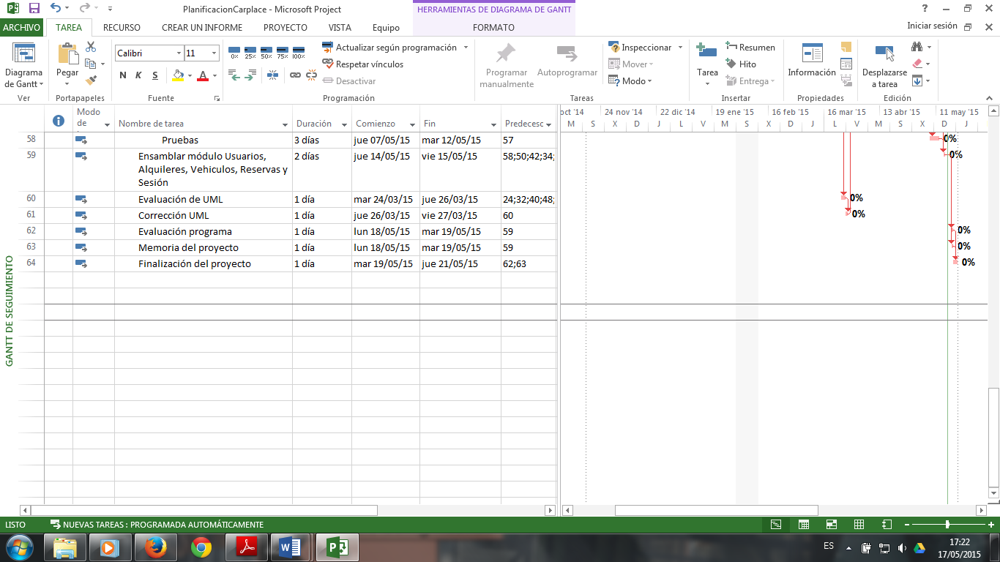 PlanificacionCarplace - Microsoft Project
HERRAMIENTAS DE DIAGRAMA DE GANTT
ARCHIVO TAREA RECURSO CREAR UN INFORME PROYECTO VISTA Equipo FORMATO Iniciar sesión
Diagrama de Gantt
Ver
Pegar
Portapapeles
Calibri 11
N K S A
Fuente
0% 25% 50% 75% 100%
Actualizar según programación
Respetar vínculos
Desactivar
Programación
Programar manualmente
Autoprogramar
Inspeccionar
Mover
Modo
Tareas
Tarea
Resumen
Hito
Entrega
Insertar
Información
Propiedades
Desplazarse a tarea
Edición
Modo de Nombre de tarea Duración Comienzo Fin Predecesc
oct '14 24 nov '14 22 dic '14 19 ene '15 16 feb '15 16 mar '15 13 abr '15 11 may '15
M S X D J L V M S X D J L V M S X D J
58 Pruebas 3 días jue 07/05/15 mar 12/05/15 57 0%
59 Ensamblar módulo Usuarios, 2 días jue 14/05/15 vie 15/05/15 58;50;42;34; 0%
Alquileres, Vehiculos, Reservas y
Sesión
60 Evaluación de UML 1 día mar 24/03/15 jue 26/03/15 24;32;40;48; 0%
61 Corrección UML 1 día jue 26/03/15 vie 27/03/15 60 0%
62 Evaluación programa 1 día lun 18/05/15 mar 19/05/15 59 0%
63 Memoria del proyecto 1 día lun 18/05/15 mar 19/05/15 59 0%
64 Finalización del proyecto 1 día mar 19/05/15 jue 21/05/15 62;63 0%
GANTT DE SEGUIMIENTO
LISTO NUEVAS TAREAS : PROGRAMADA AUTOMÁTICAMENTE
ES
17:22
17/05/2015